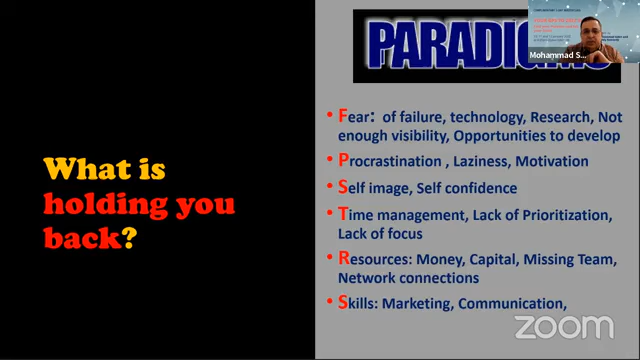 PARADIGMS
Mohammad S...
What is
holding you
back?
• Fear: of failure, technology, Research, Not
enough visibility, Opportunities to develop
• Procrastination , Laziness, Motivation
• Self image, Self confidence
• Time management, Lack of Prioritization,
Lack of focus
• Resources: Money, Capital, Missing Team,
Network connections
• Skills: Marketing, Communication,
zoom